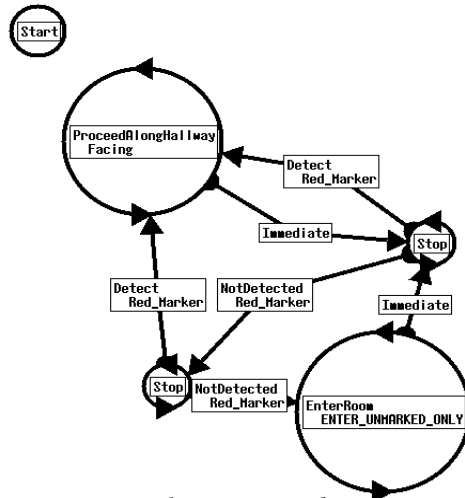 Start
ProceedAlongHallway
Facing
Detect
Red_Marker
Immediate
Stop
Detect
Red_Marker
NotDetected
Red_Marker
Immediate
Stop
NotDetected
Red_Marker
EnterRoom
ENTER_UNMARKED_ONLY